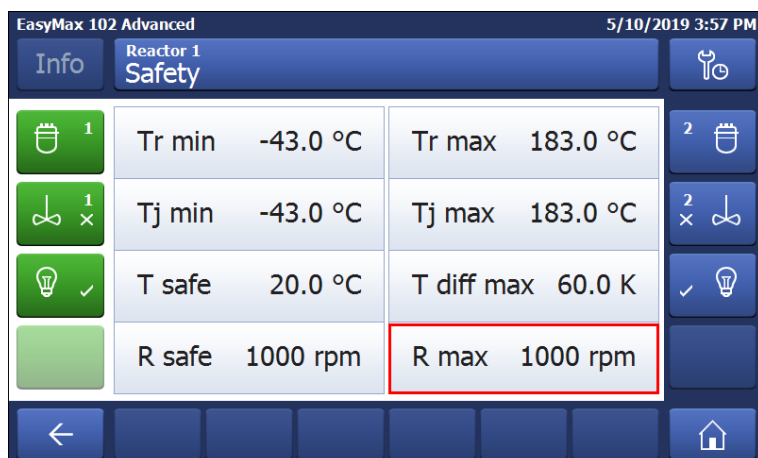 EasyMax 102 Advanced 5/10/2019 3:57 PM
Info
Reactor 1
Safety
1 Tr min -43.0 °C Tr max 183.0 °C 2
1 Tj min -43.0 °C Tj max 183.0 °C 2
T safe 20.0 °C T diff max 60.0 K
R safe 1000 rpm R max 1000 rpm